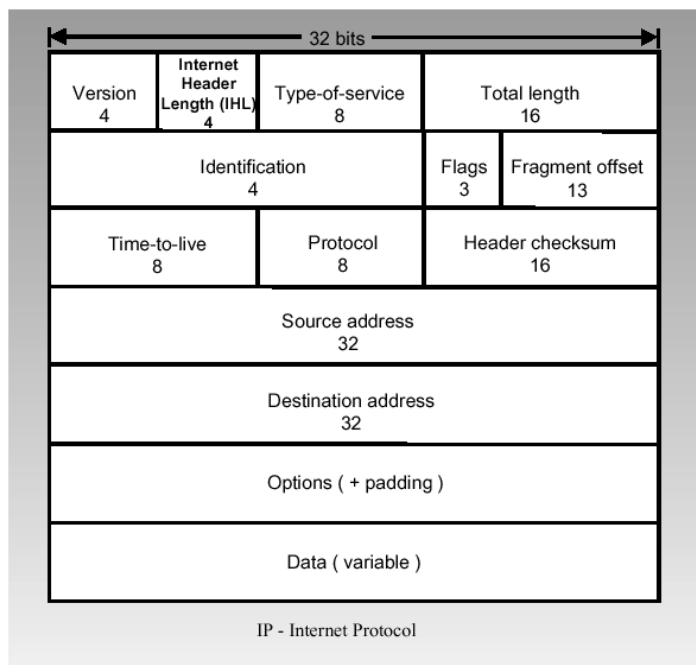 32 bits
Version
4
Internet
Header
Length (IHL)
4
Type-of-service
8
Total length
16
Identification
4
Flags
3
Fragment offset
13
Time-to-live
8
Protocol
8
Header checksum
16
Source address
32
Destination address
32
Options ( + padding )
Data ( variable )
IP - Internet Protocol